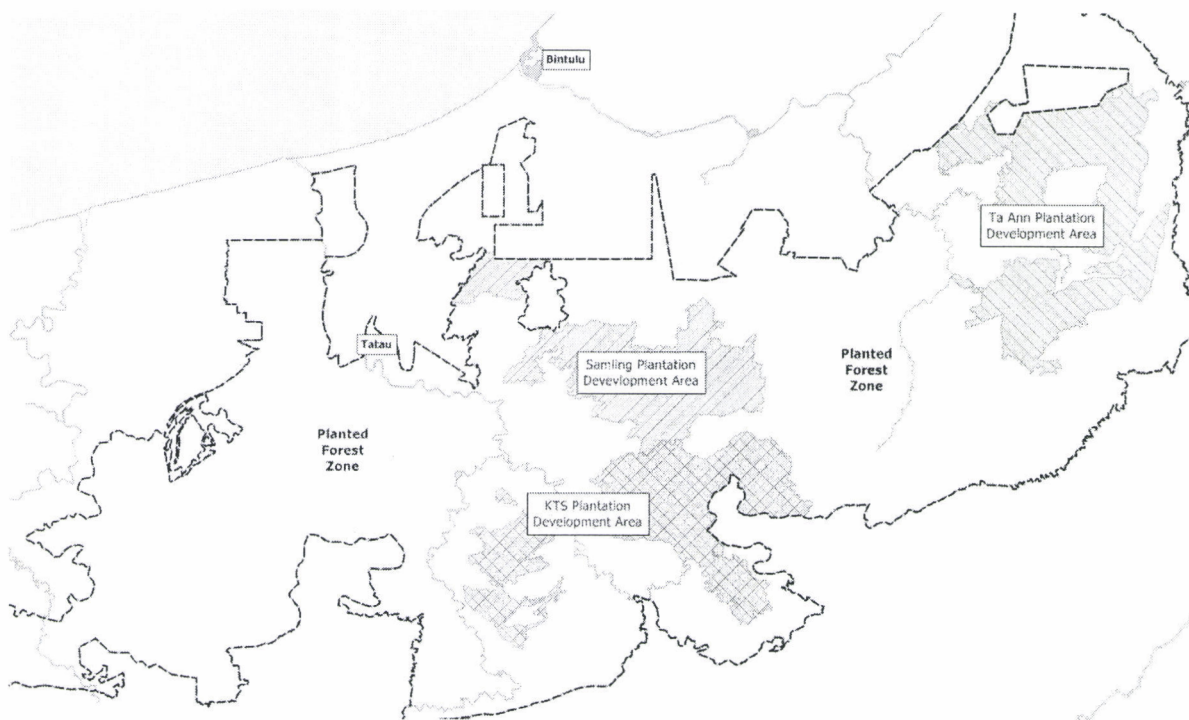 Bintulu
Ta Ann Plantation
Development Area
Tatau
Samling Plantation
Devevlopment Area
Planted
Forest
Zone
Planted
Forest
Zone
KTS Plantation
Development Area